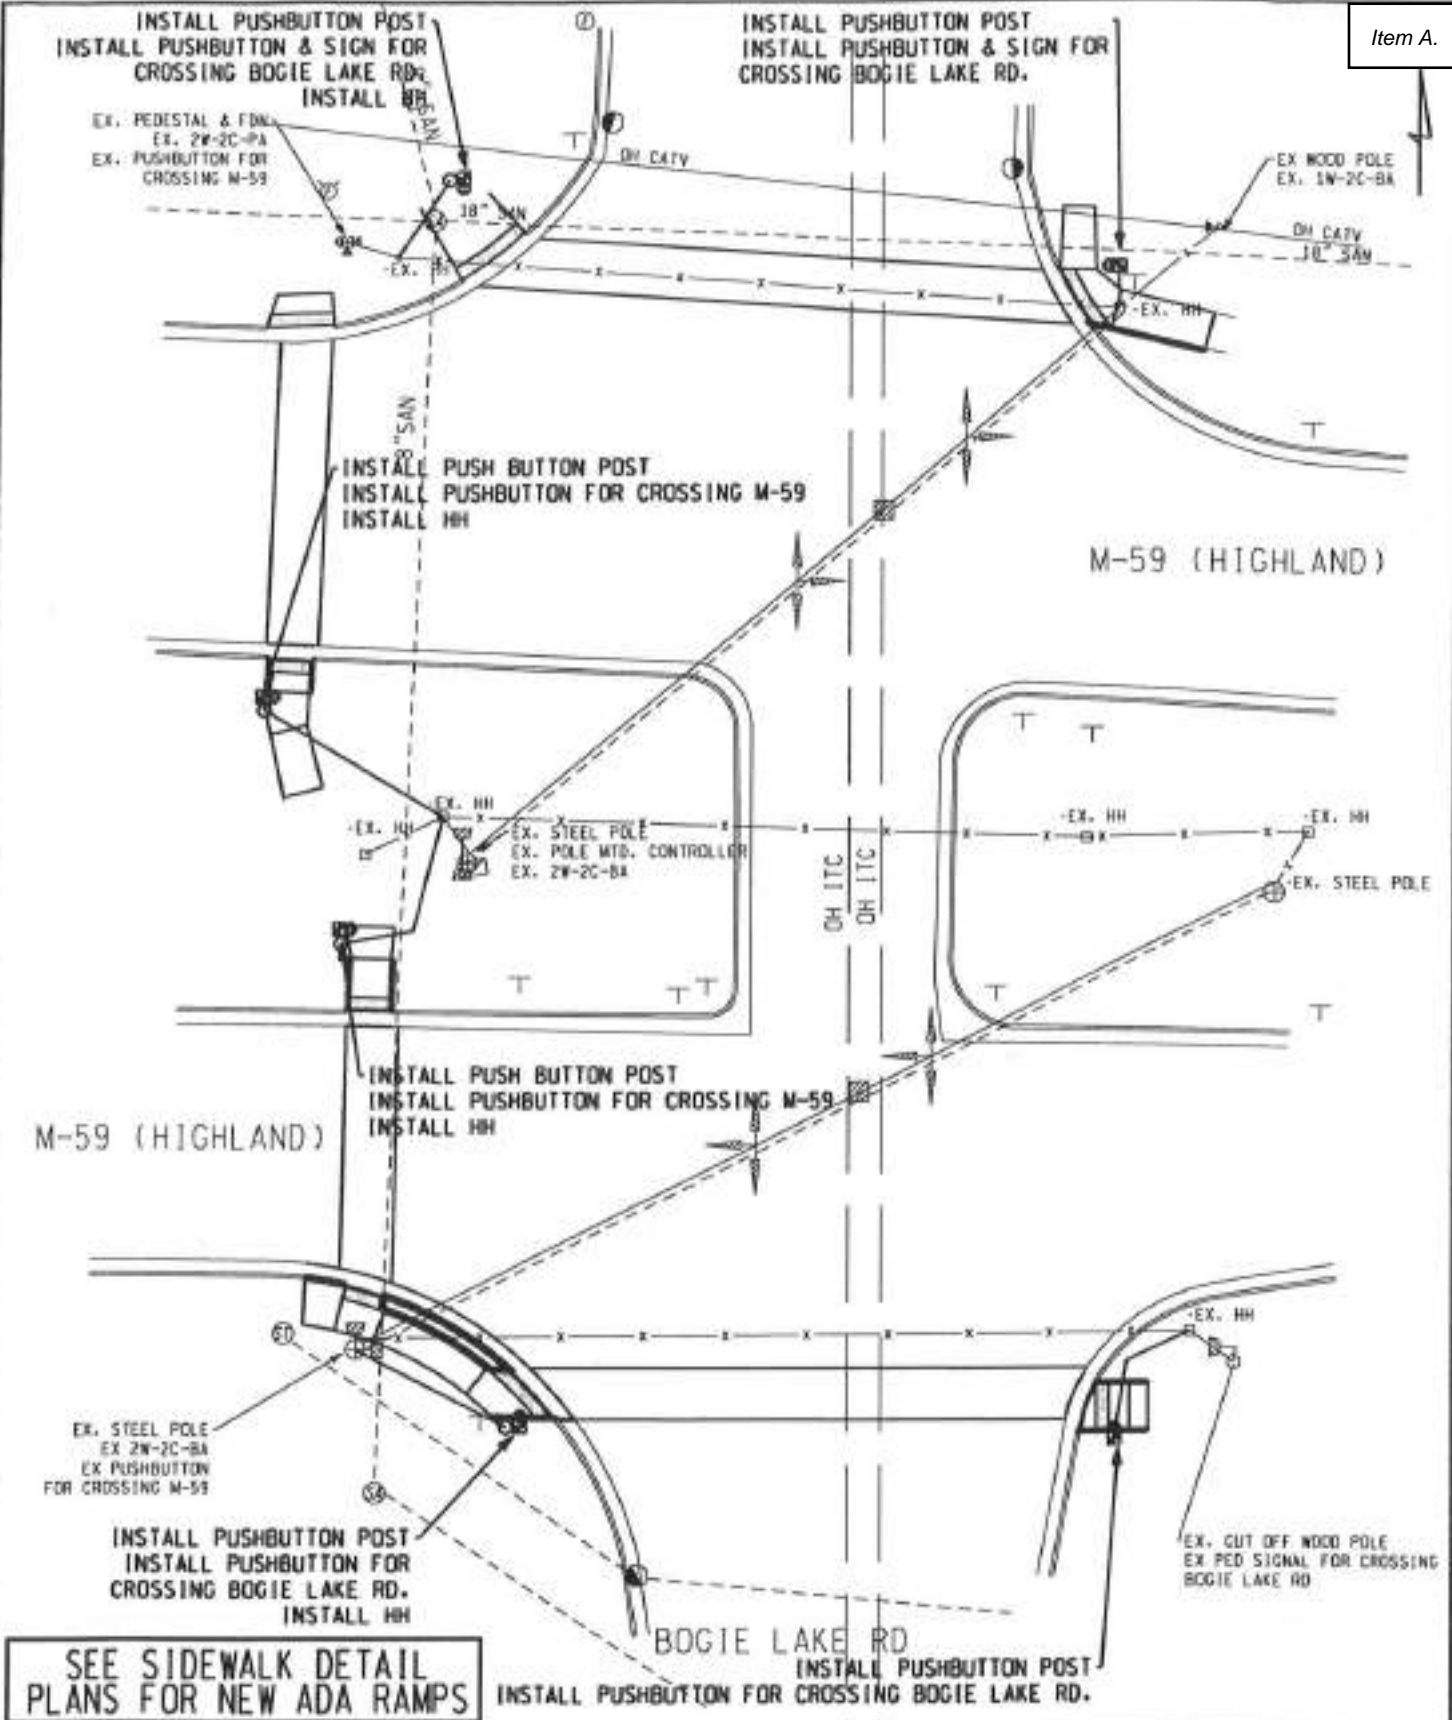 INSTALL PUSHBUTTON POST
INSTALL PUSHBUTTON & SIGN FOR
CROSSING BOGIE LAKE RD.
INSTALL HH
INSTALL PUSHBUTTON POST
INSTALL PUSHBUTTON & SIGN FOR
CROSSING BOGIE LAKE RD.
Item A.
EX. PEDESTAL & FDN
EX. 2W-2C-PA
EX. PUSHBUTTON FOR
CROSSING M-59
SAN
OH CATV
EX WOOD POLE
EX. 1W-2C-BA
18" SAN
OH CATV
18" SAN
EX. HH
EX. HH
8"SAN
INSTALL PUSH BUTTON POST
INSTALL PUSHBUTTON FOR CROSSING M-59
INSTALL HH
M-59 (HIGHLAND)
EX. HH
EX. HH
EX. STEEL POLE
EX. POLE MTD. CONTROLLER
EX. 2W-2C-BA
EX. HH
EX. HH
OH ITC
OH ITC
EX. STEEL POLE
INSTALL PUSH BUTTON POST
INSTALL PUSHBUTTON FOR CROSSING M-59
INSTALL HH
M-59 (HIGHLAND)
EX. HH
EX. STEEL POLE
EX 2W-2C-BA
EX PUSHBUTTON
FOR CROSSING M-59
INSTALL PUSHBUTTON POST
INSTALL PUSHBUTTON FOR
CROSSING BOGIE LAKE RD.
INSTALL HH
EX. CUT OFF WOOD POLE
EX PED SIGNAL FOR CROSSING
BOGIE LAKE RD
BOGIE LAKE RD
INSTALL PUSHBUTTON POST
INSTALL PUSHBUTTON FOR CROSSING BOGIE LAKE RD.
SEE SIDEWALK DETAIL
PLANS FOR NEW ADA RAMPS